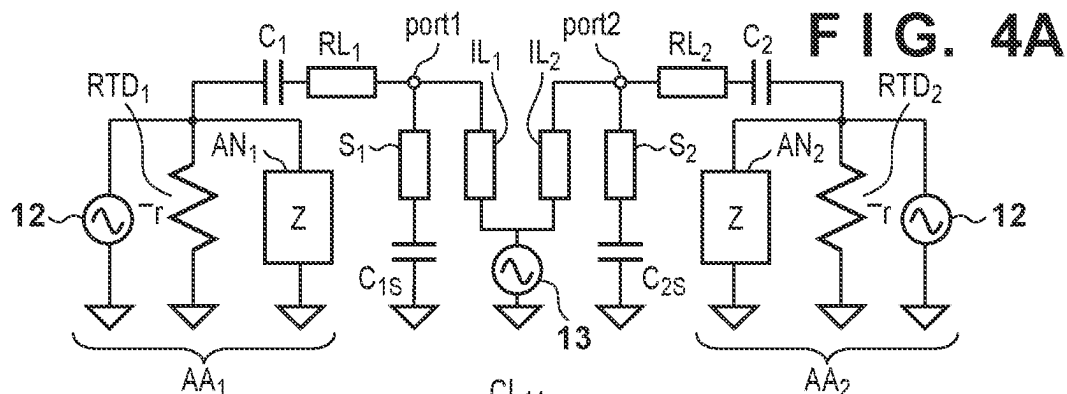 FIG. 4A
C1 RL1 port1 IL1 IL2 port2 RL2 C2
RTD1 RTD2
AN1 S1 S2 AN2
12 -r Z Z -r 12
C1S C2S
13
AA1 AA2